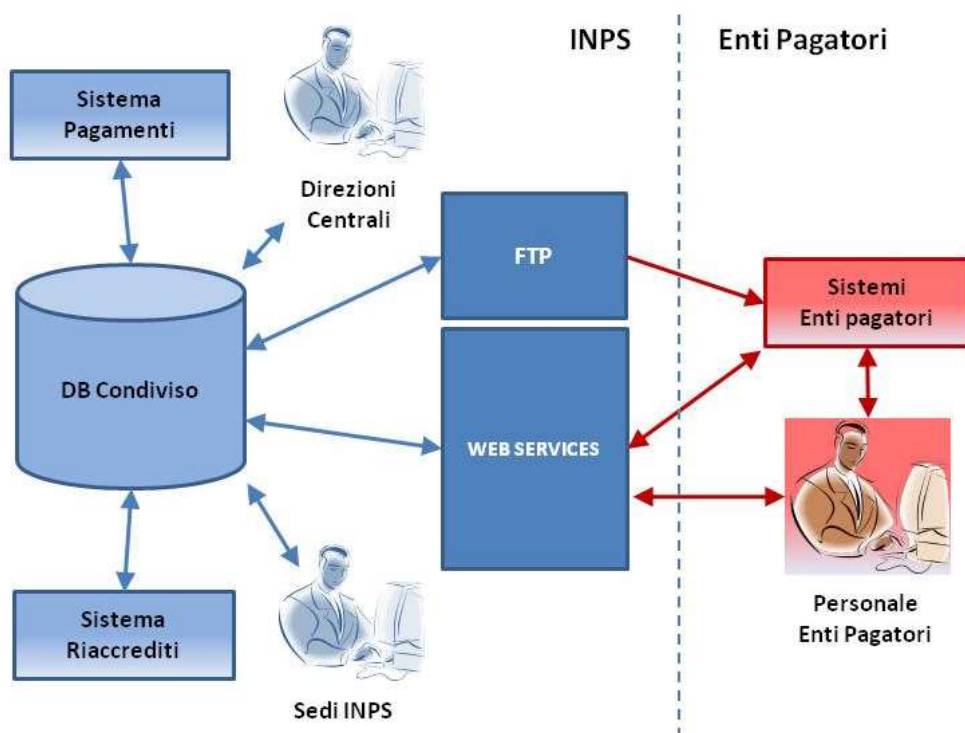 INPS
Enti Pagatori
Sistema
Pagamenti
Direzioni
Centrali
FTP
Sistemi
Enti pagatori
DB Condiviso
WEB SERVICES
Sistema
Riaccrediti
Personale
Enti Pagatori
Sedi INPS